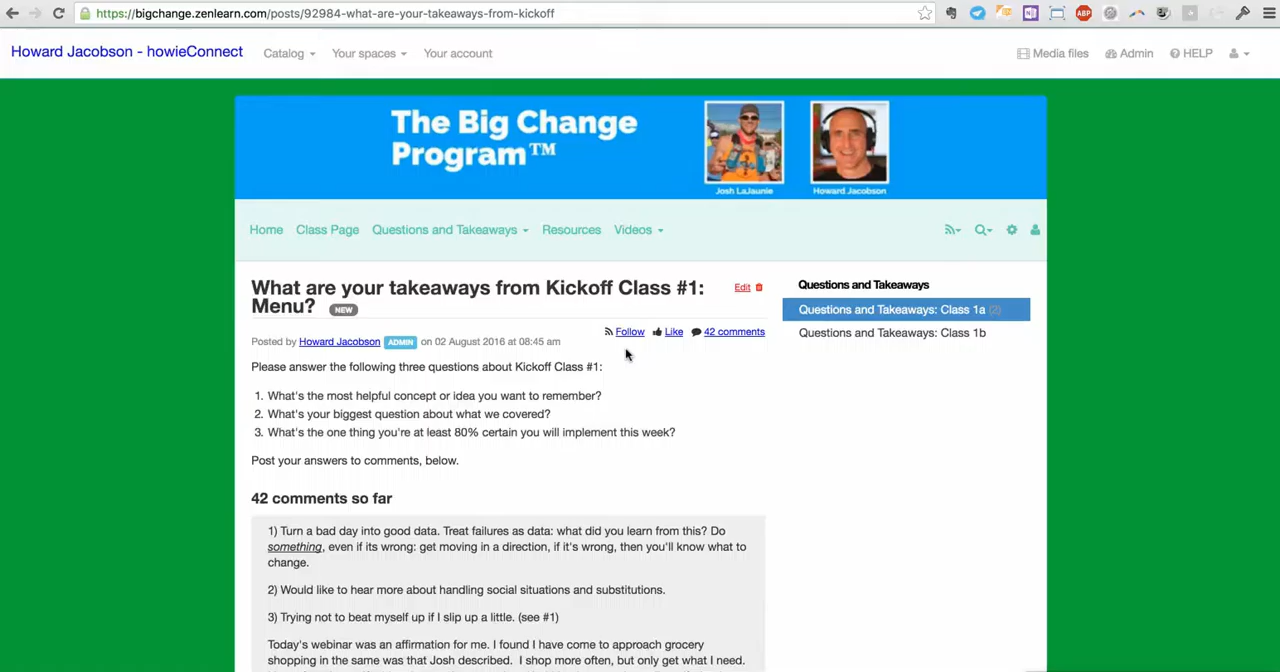 https://bigchange.zenlearn.com/posts/92984-what-are-your-takeaways-from-kickoff
ABP
Howard Jacobson - howieConnect
Catalog
Your spaces
Your account
Media files
Admin
HELP
The Big Change
Program™
Josh LaJaunie
Howard Jacobson
Home
Class Page
Questions and Takeaways
Resources
Videos
What are your takeaways from Kickoff Class #1:
Menu? NEW
Edit
Follow
Like
42 comments
Posted by Howard Jacobson ADMIN on 02 August 2016 at 08:45 am
Please answer the following three questions about Kickoff Class #1:
1. What's the most helpful concept or idea you want to remember?
2. What's your biggest question about what we covered?
3. What's the one thing you're at least 80% certain you will implement this week?
Post your answers to comments, below.
42 comments so far
1) Turn a bad day into good data. Treat failures as data: what did you learn from this? Do
something, even if its wrong: get moving in a direction, if it's wrong, then you'll know what to
change.
2) Would like to hear more about handling social situations and substitutions.
3) Trying not to beat myself up if I slip up a little. (see #1)
Today's webinar was an affirmation for me. I found I have come to approach grocery
shopping in the same was that Josh described. I shop more often, but only get what I need.
Questions and Takeaways
Questions and Takeaways: Class 1a (2)
Questions and Takeaways: Class 1b